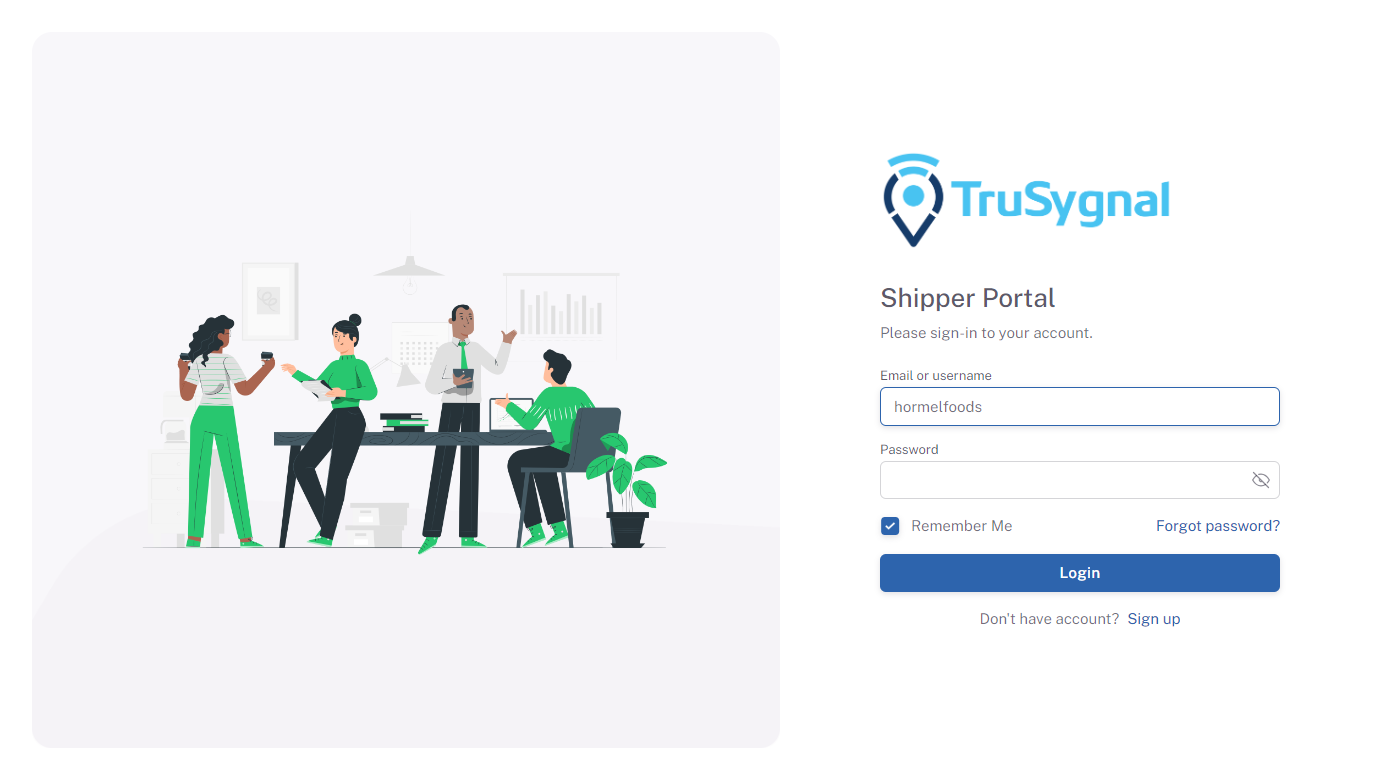 TruSygnal
Shipper Portal
Please sign-in to your account.
Email or username
hormelfoods
Password
Remember Me
Forgot password?
Login
Don't have account? Sign up